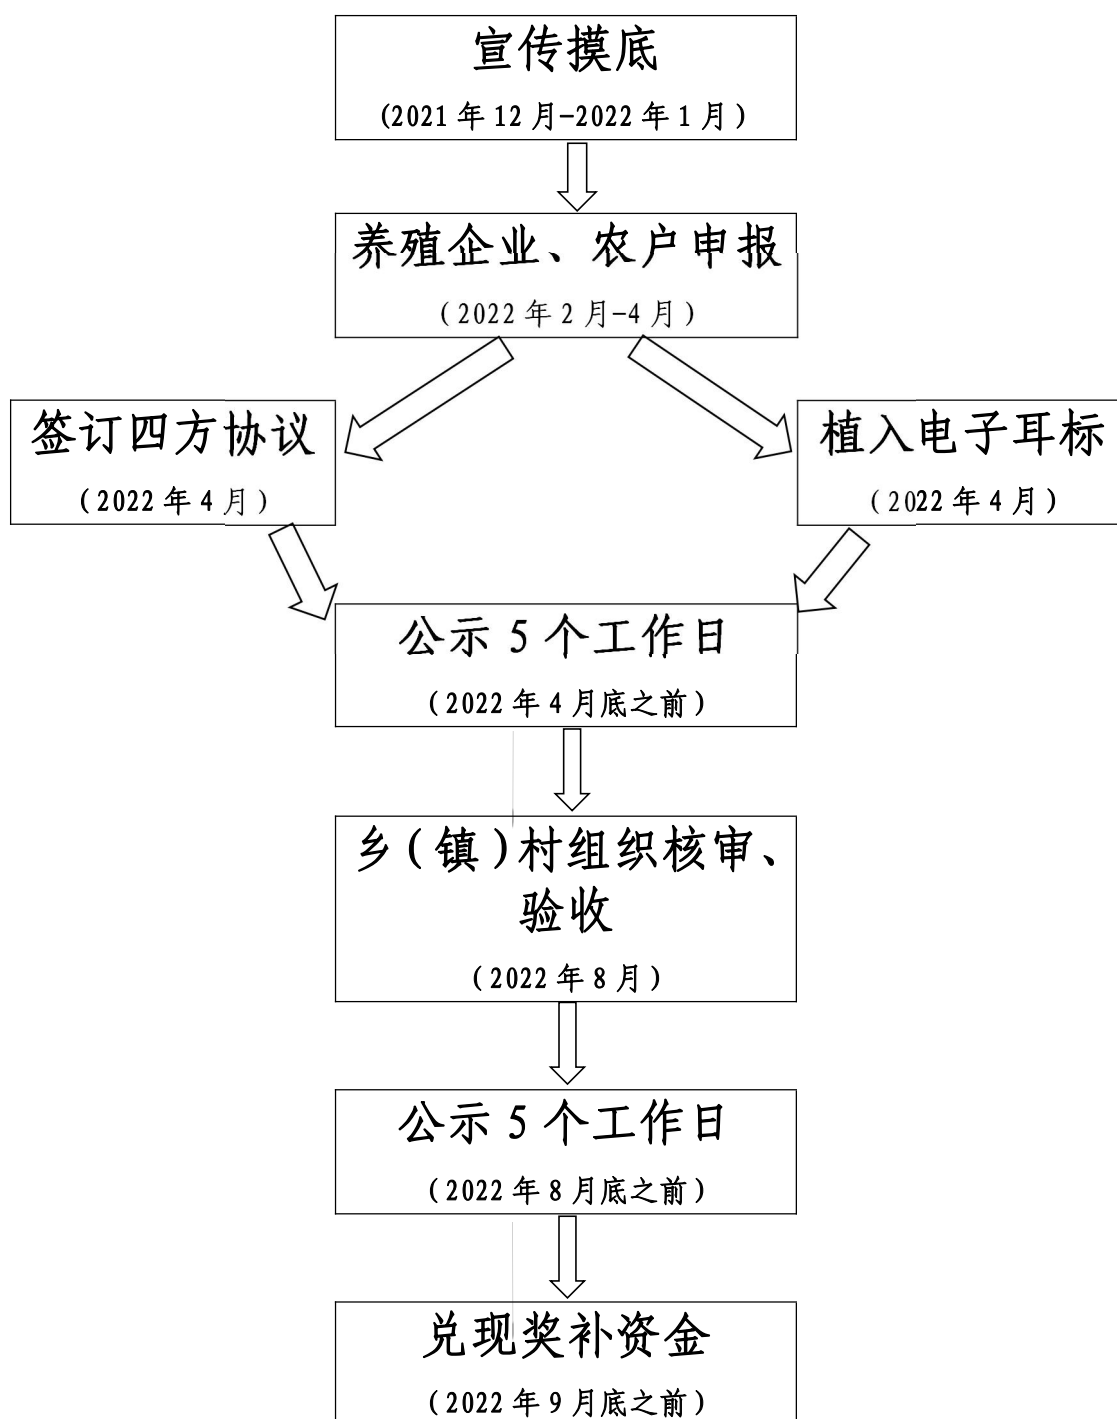 宣传摸底
(2021年12月-2022年1月)
养殖企业、农户申报
(2022年2月-4月)
签订四方协议
(2022年4月)
植入电子耳标
(2022年4月)
公示5个工作日
(2022年4月底之前)
乡(镇)村组织核审、
验收
(2022年8月)
公示5个工作日
(2022年8月底之前)
兑现奖补资金
(2022年9月底之前)